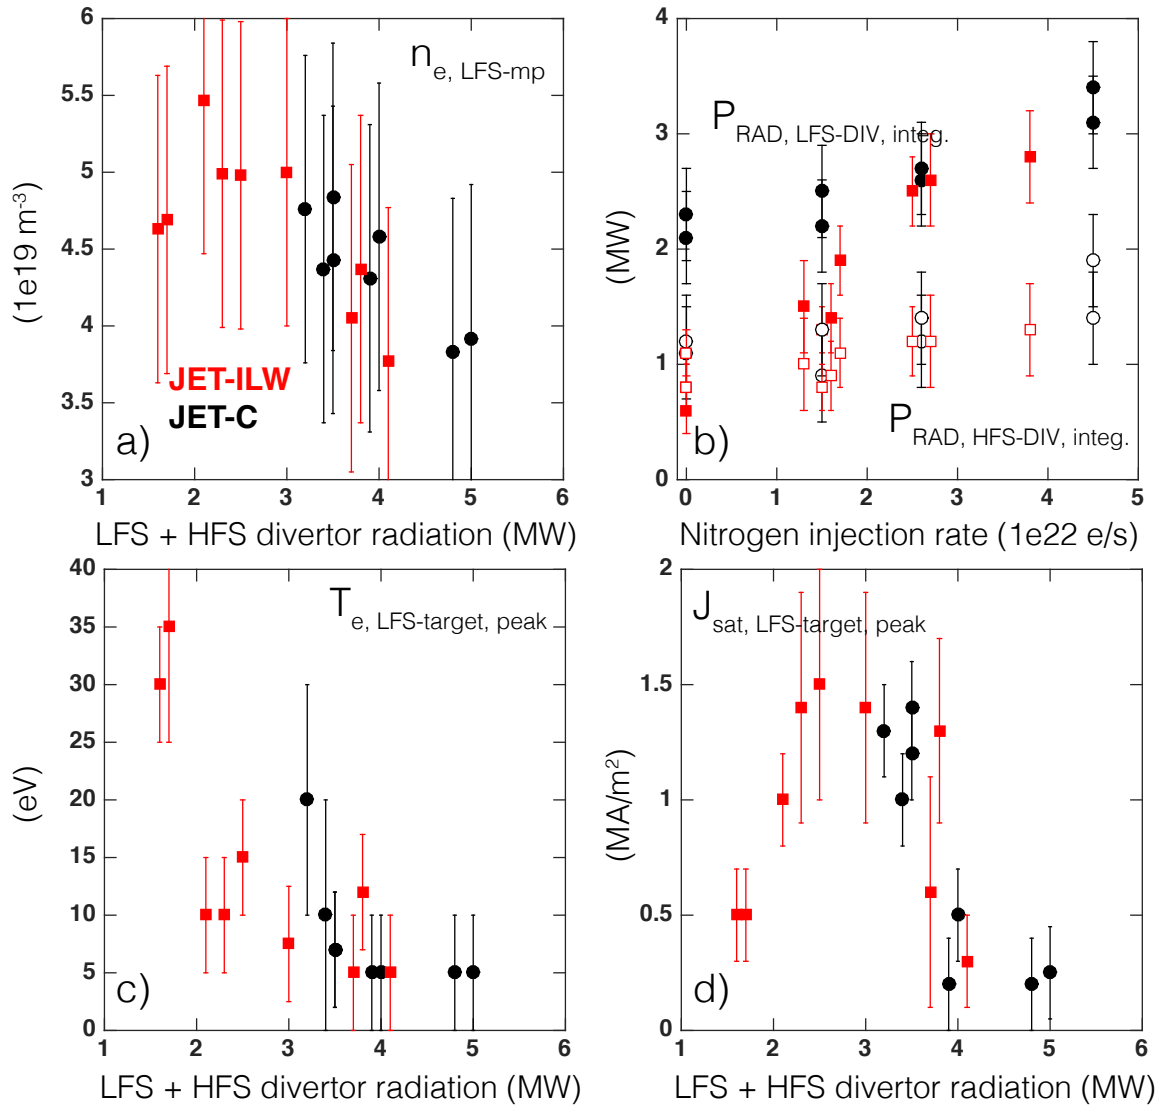 6
5.5
5
4.5
4
3.5
3
(1e19 m-3)
n e, LFS-mp
JET-ILW
JET-C
a)
1 2 3 4 5 6
LFS + HFS divertor radiation (MW)
4
3
2
1
0
(MW)
P RAD, LFS-DIV, integ.
P RAD, HFS-DIV, integ.
b)
0 1 2 3 4 5
Nitrogen injection rate (1e22 e/s)
40
35
30
25
20
15
10
5
0
(eV)
T e, LFS-target, peak
c)
1 2 3 4 5 6
LFS + HFS divertor radiation (MW)
2
1.5
1
0.5
0
(MA/m2)
J sat, LFS-target, peak
d)
1 2 3 4 5 6
LFS + HFS divertor radiation (MW)